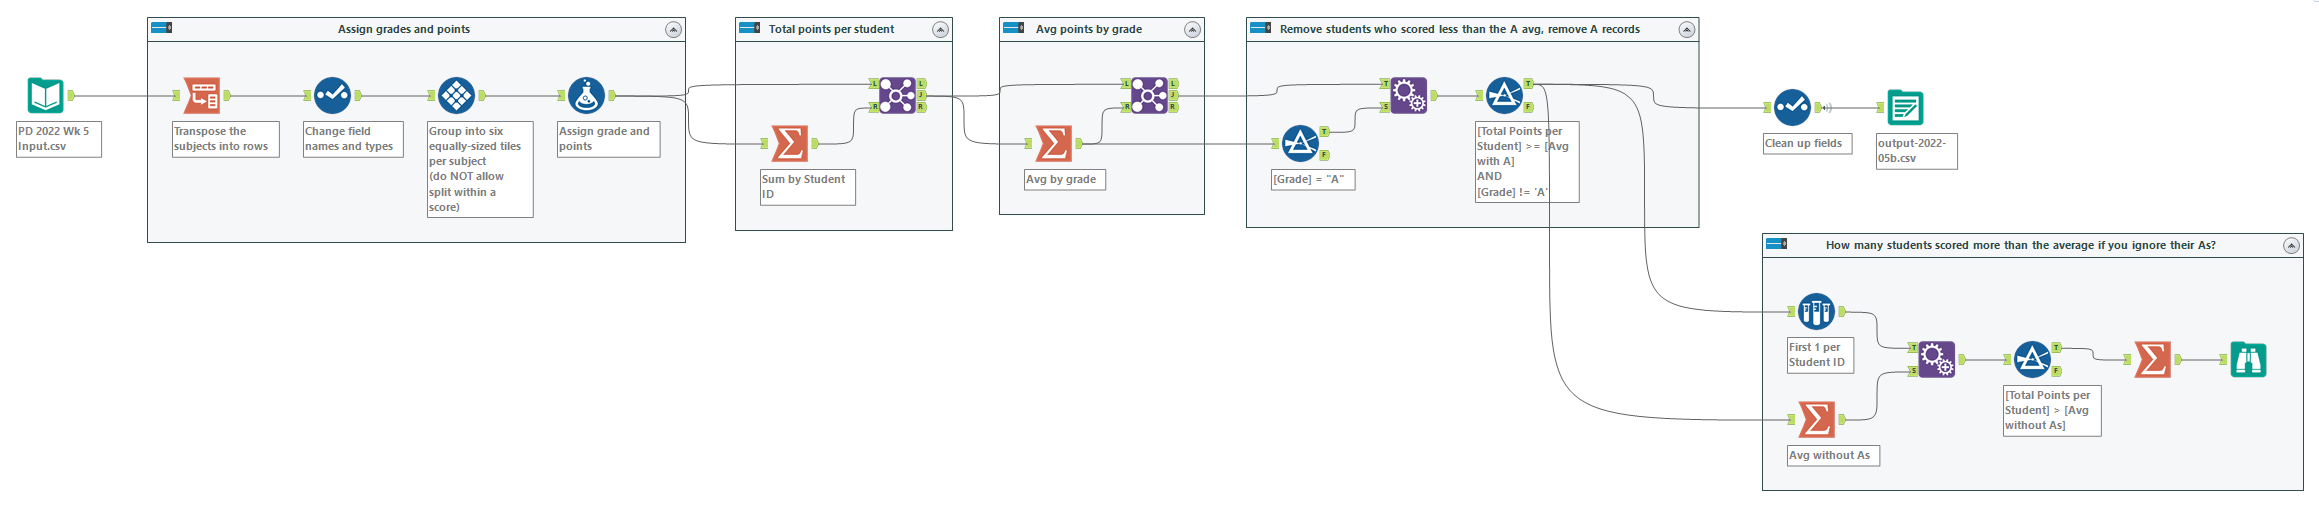 Assign grades and points
Total points per student
Avg points by grade
Remove students who scored less than the A avg, remove A records
PD 2022 Wk 5
Input.csv
Transpose the
subjects into rows
Change field
names and types
Group into six
equally-sized tiles
per subject
(do NOT allow
split within a
score)
Assign grade and
points
L
R
L
J
R
Sum by Student
ID
L
R
L
J
R
Avg by grade
T
F
[Grade] = "A"
T
S
T
F
[Total Points per
Student] >= [Avg
with A]
AND
[Grade] != 'A'
Clean up fields
output-2022-
05b.csv
How many students scored more than the average if you ignore their As?
First 1 per
Student ID
Avg without As
T
S
T
F
[Total Points per
Student] > [Avg
without As]